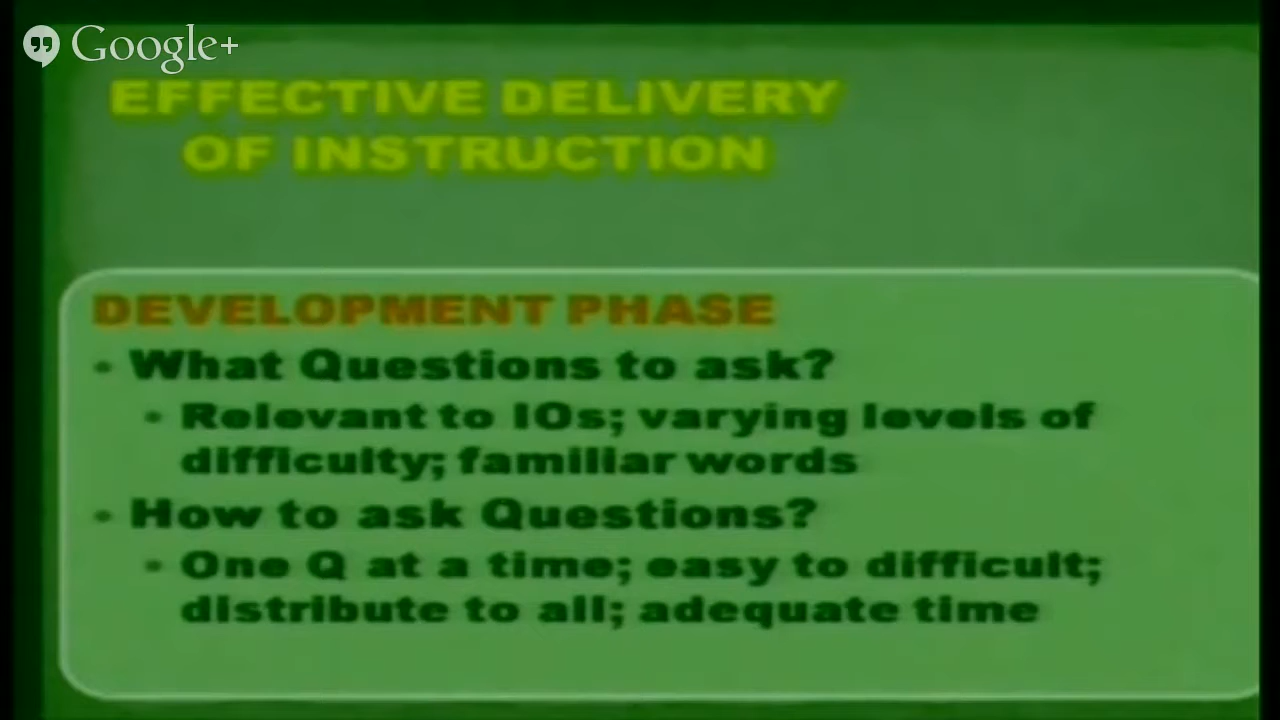 Google+
EFFECTIVE DELIVERY
OF INSTRUCTION
DEVELOPMENT PHASE
• What Questions to ask?
• Relevant to IOs; varying levels of
difficulty; familiar words
• How to ask Questions?
• One Q at a time; easy to difficult;
distribute to all; adequate time